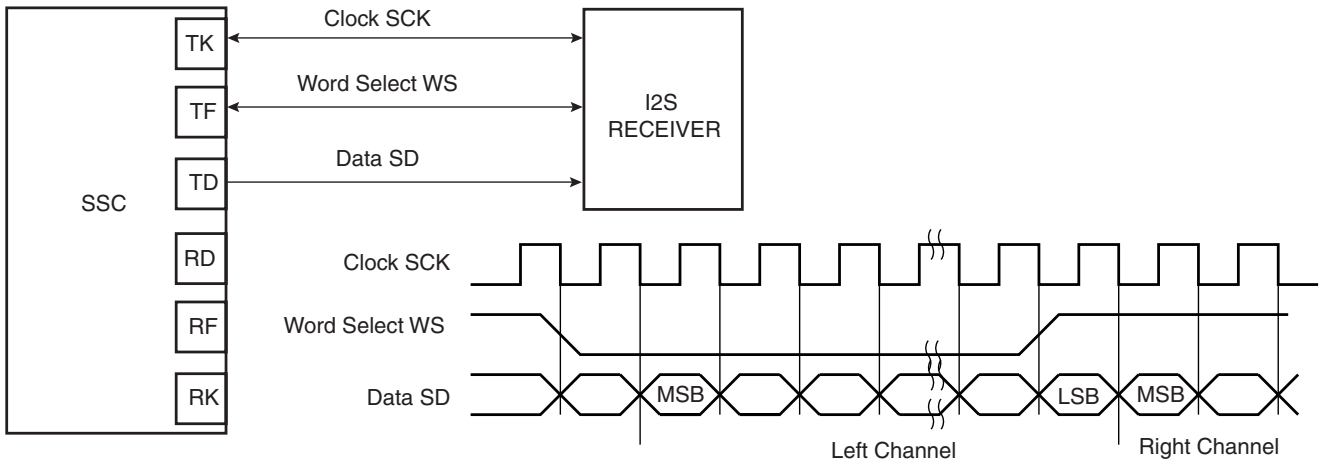 Clock SCK
TK
Word Select WS
TF
I2S
RECEIVER
Data SD
TD
SSC
RD
Clock SCK
RF
Word Select WS
RK
Data SD
MSB
LSB
MSB
Left Channel
Right Channel